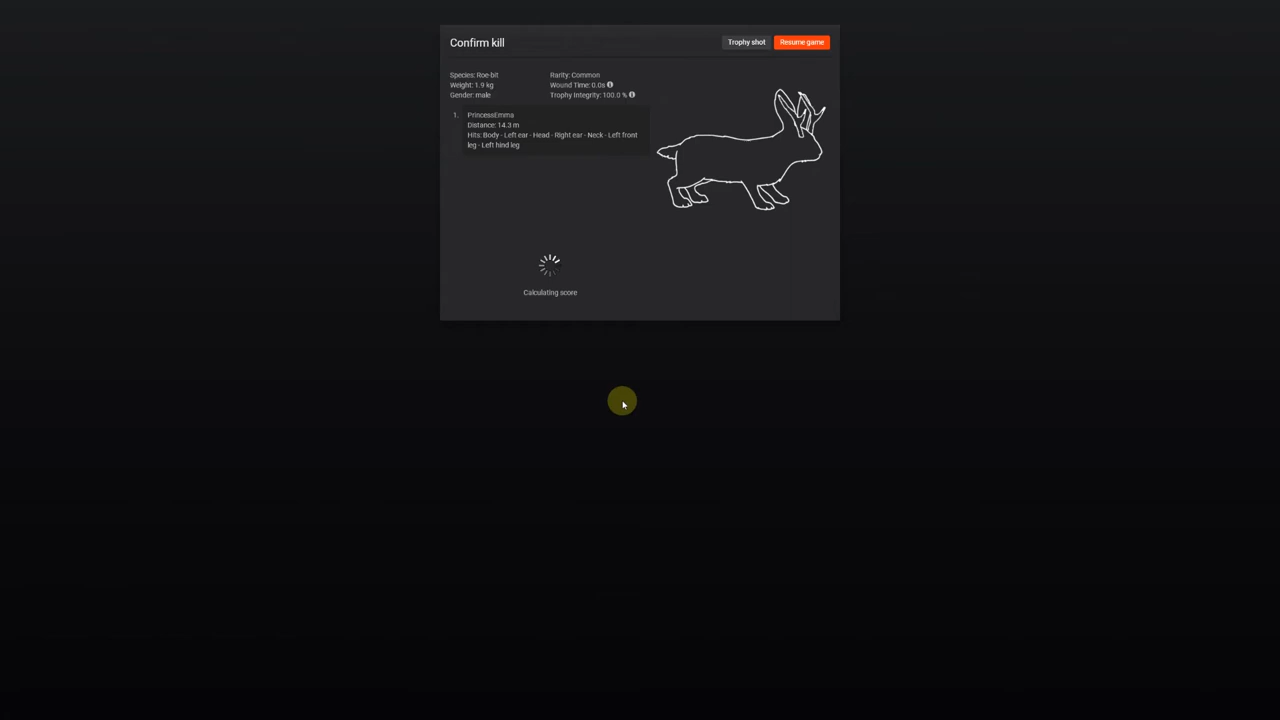 Confirm kill
Trophy shot
Resume game
Species: Roe-bit
Rarity: Common
Weight: 1.9 kg
Wound Time: 0.0s
Gender: male
Trophy Integrity: 100.0 %
1. PrincessEmma
Distance: 14.3 m
Hits: Body - Left ear - Head - Right ear - Neck - Left front
leg - Left hind leg
Calculating score